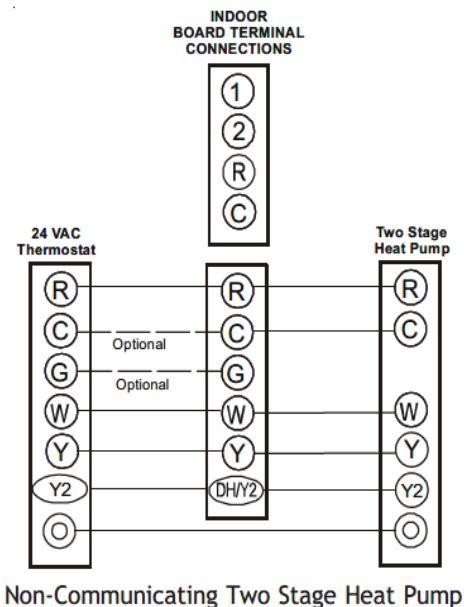 INDOOR
BOARD TERMINAL
CONNECTIONS
1
2
R
C
24 VAC
Thermostat
Two Stage
Heat Pump
R R R
C Optional C C
G Optional G
W W W
Y Y Y
Y2 DH/Y2 Y2
O O
Non-Communicating Two Stage Heat Pump